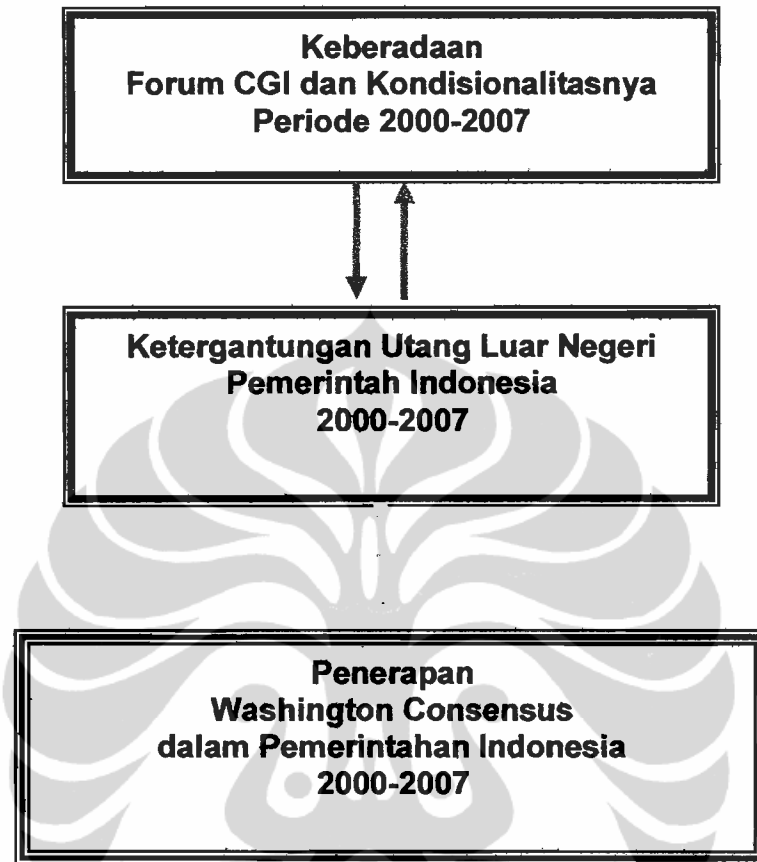 Keberadaan
Forum CGI dan Kondisionalitasnya
Periode 2000-2007
Ketergantungan Utang Luar Negeri
Pemerintah Indonesia
2000-2007
Penerapan
Washington Consensus
dalam Pemerintahan Indonesia
2000-2007